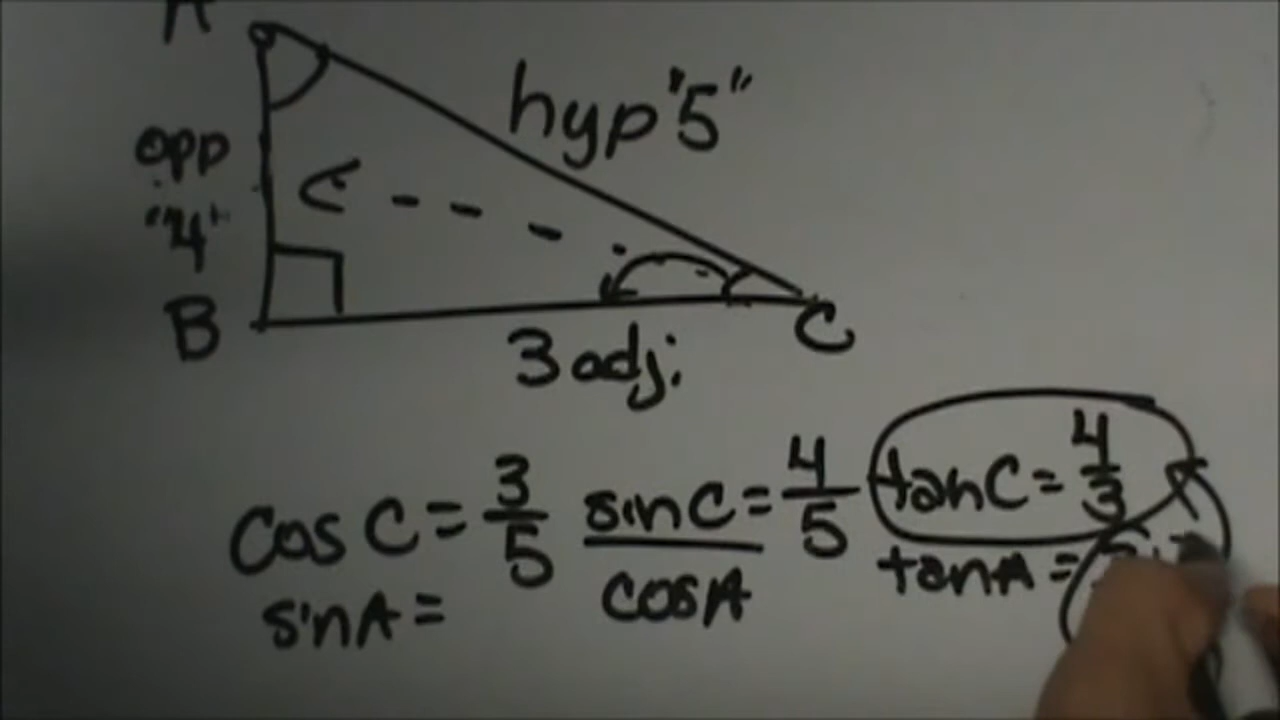 A
hyp "5"
opp
"4"
B
C
3 adj.
cos C = 3/5 sin C = 4/5 tan C = 4/3
sin A = cos A tan A =